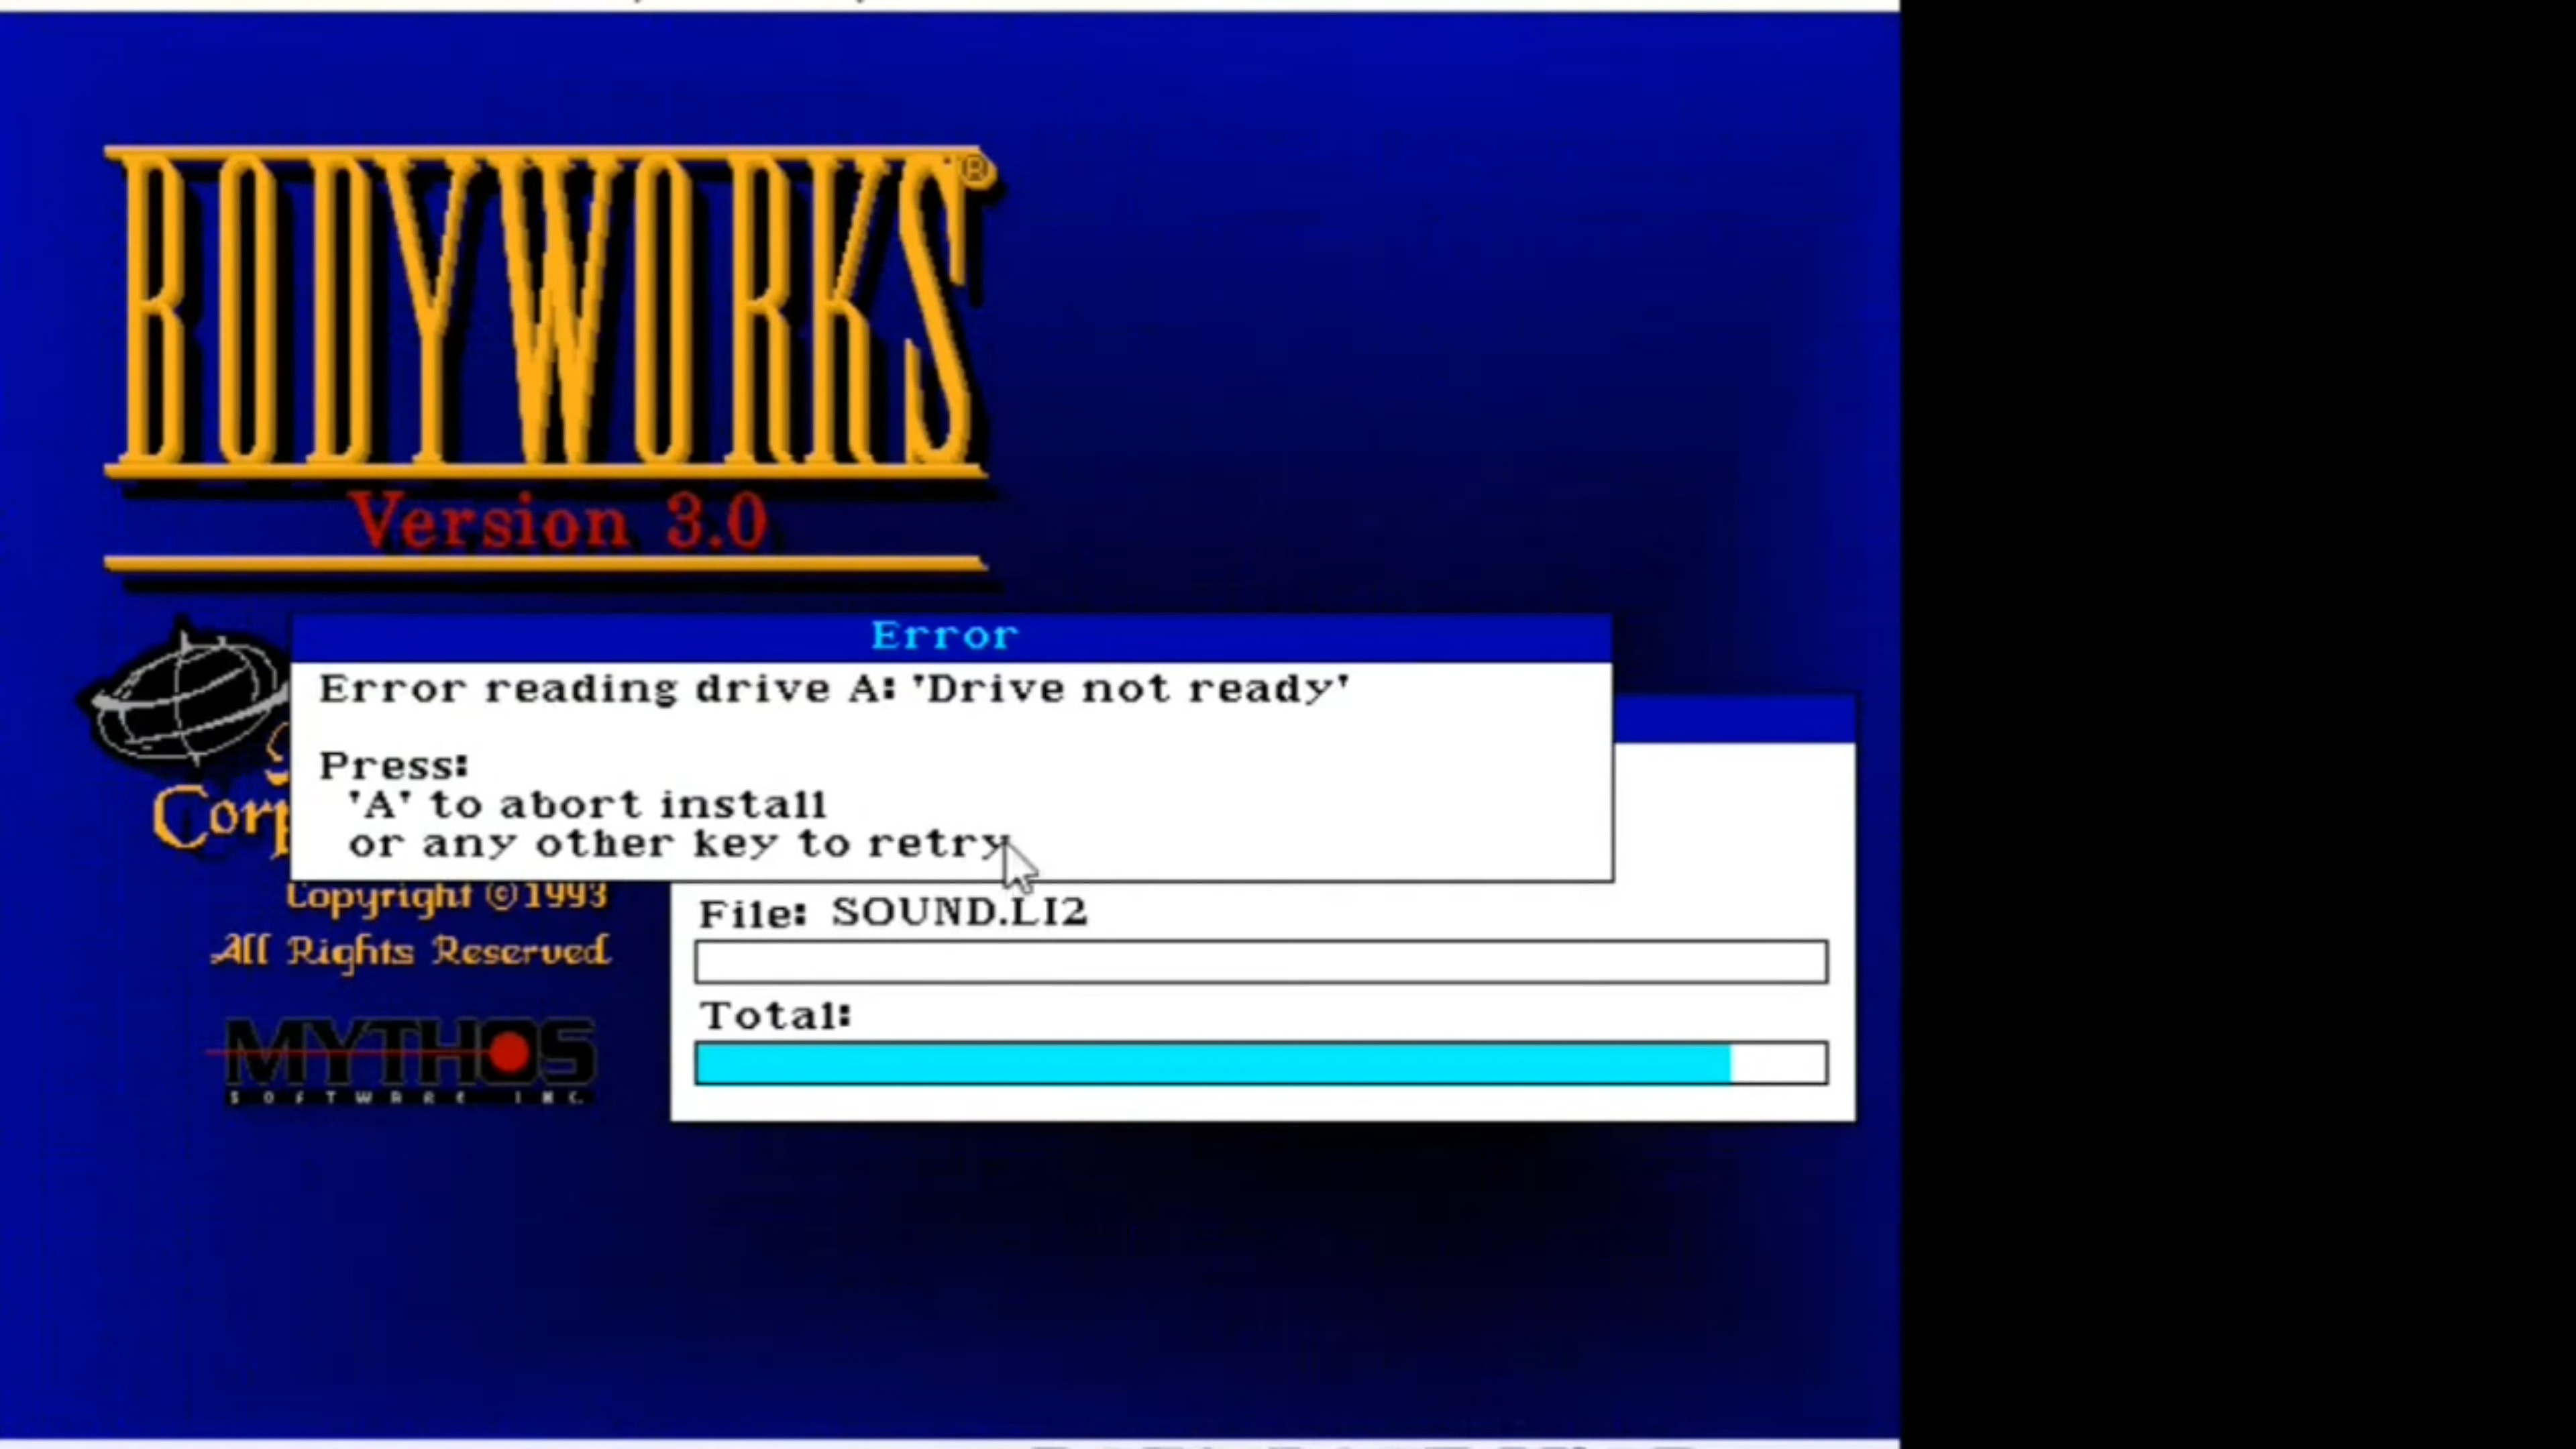 BODYWORKS®
Version 3.0
Error
Error reading drive A: 'Drive not ready'
Press:
'A' to abort install
or any other key to retry
Copyright ©1993
All Rights Reserved
File: SOUND.LI2
Total:
MYTHOS
SOFTWARE INC.